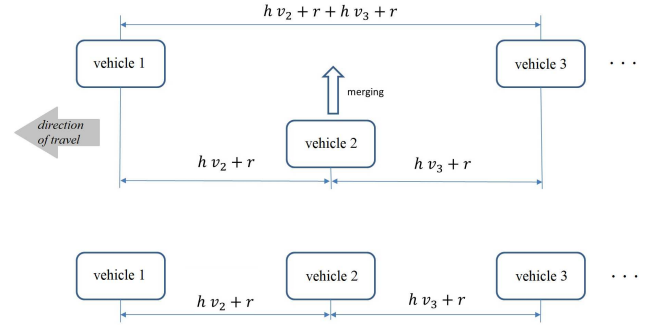 h v₂ + r + h v₃ + r
vehicle 1
vehicle 3
. . .
merging
direction
of travel
vehicle 2
h v₂ + r
h v₃ + r
vehicle 1
vehicle 2
vehicle 3
. . .
h v₂ + r
h v₃ + r